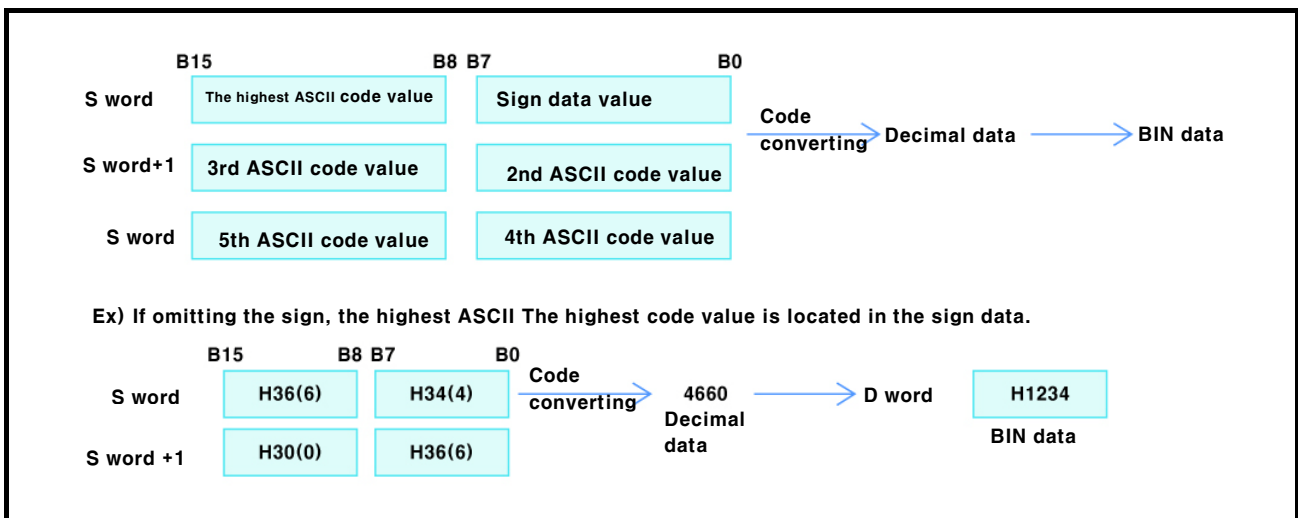 B15 B8 B7 B0
S word The highest ASCII code value Sign data value
Code
converting Decimal data BIN data
S word+1 3rd ASCII code value 2nd ASCII code value
S word 5th ASCII code value 4th ASCII code value
Ex) If omitting the sign, the highest ASCII The highest code value is located in the sign data.
B15 B8 B7 B0
Code
converting
S word H36(6) H34(4) 4660 D word H1234
Decimal
data
BIN data
S word +1 H30(0) H36(6)